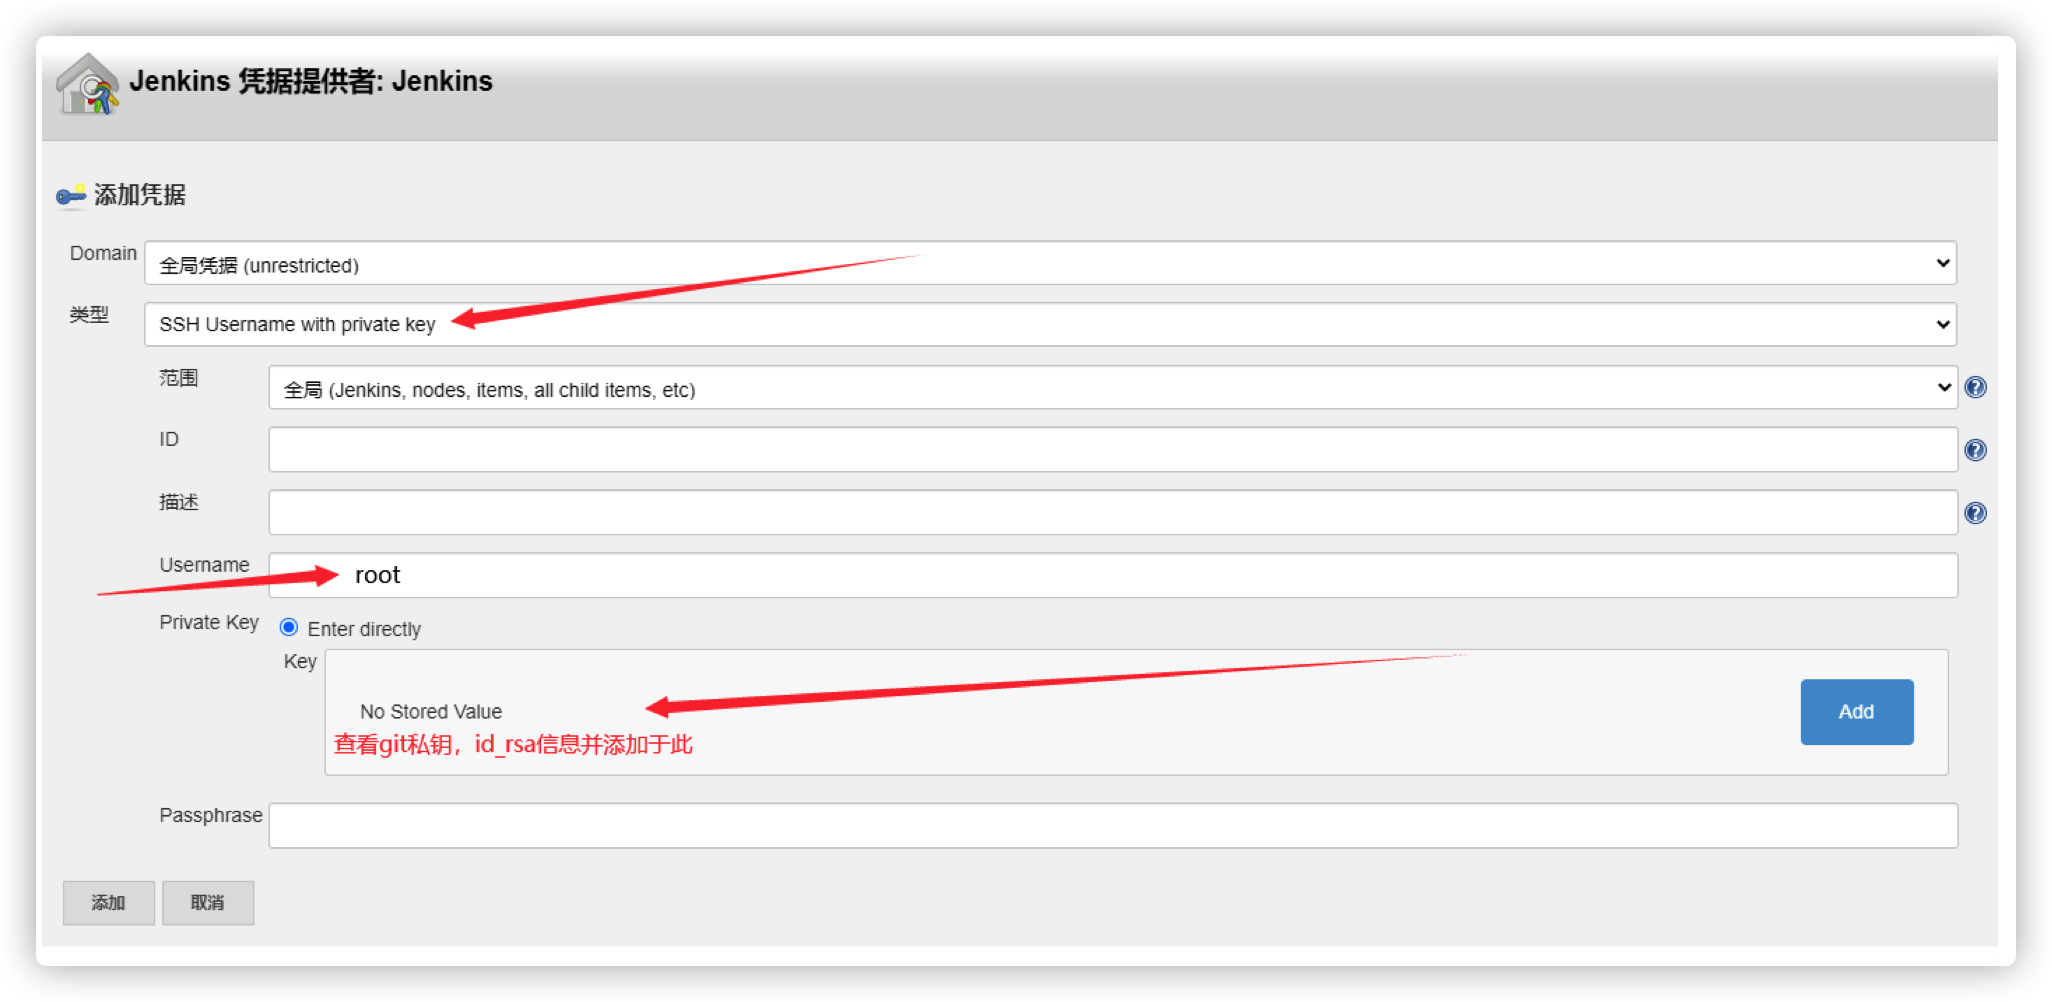 Jenkins 凭据提供者: Jenkins
添加凭据
Domain
全局凭据 (unrestricted)
类型
SSH Username with private key
范围
全局 (Jenkins, nodes, items, all child items, etc)
ID
描述
Username
root
Private Key
Enter directly
Key
No Stored Value
Add
查看git私钥，id_rsa信息并添加于此
Passphrase
添加
取消